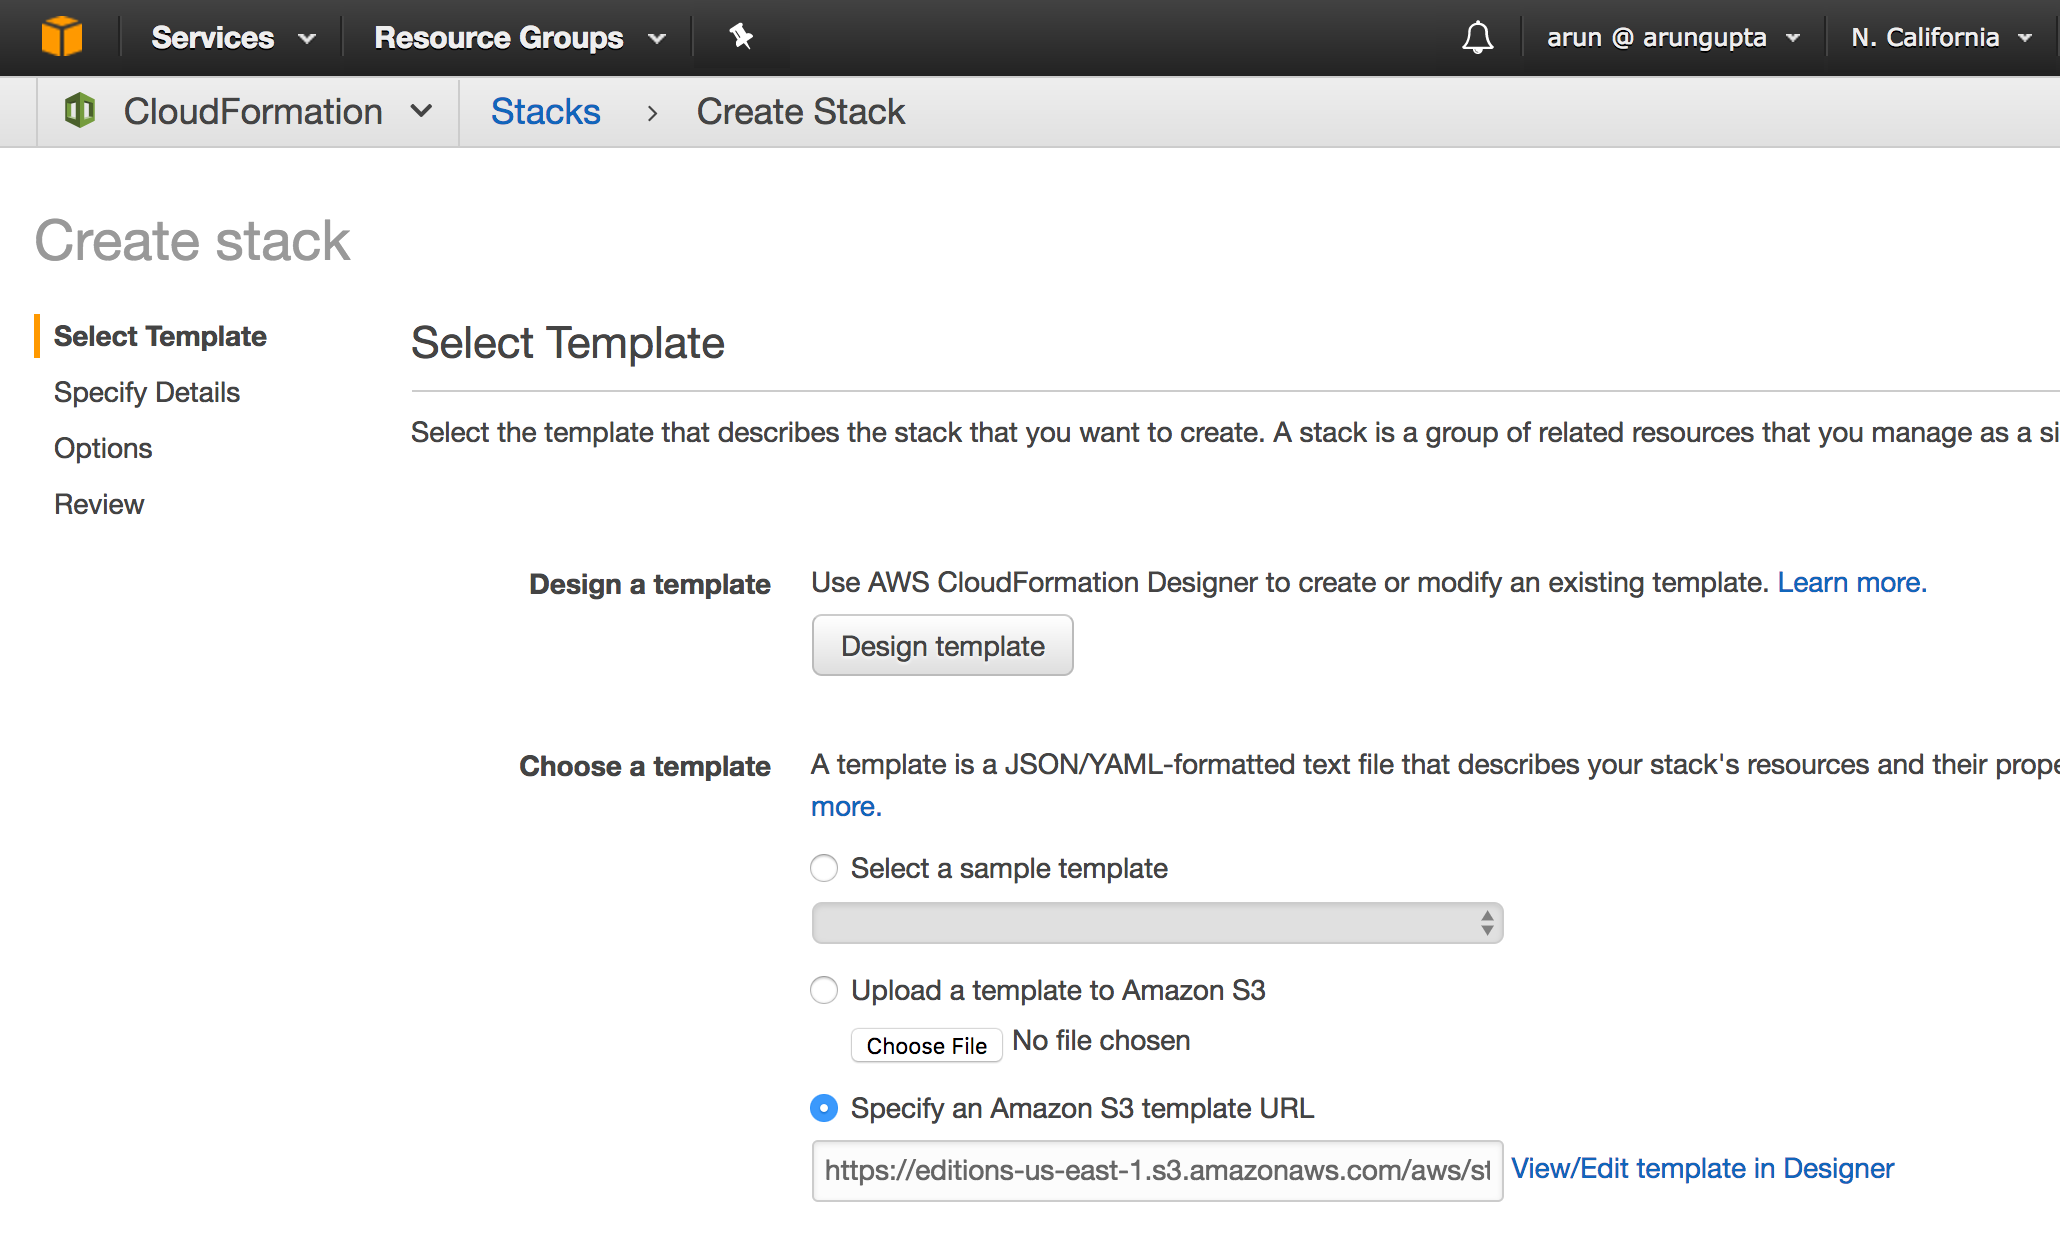 Services Resource Groups arun @ arungupta N. California
CloudFormation Stacks > Create Stack
Create stack
Select Template
Specify Details
Options
Review
Select Template
Select the template that describes the stack that you want to create. A stack is a group of related resources that you manage as a si
Design a template Use AWS CloudFormation Designer to create or modify an existing template. Learn more.
Design template
Choose a template A template is a JSON/YAML-formatted text file that describes your stack's resources and their prope
more.
Select a sample template
Upload a template to Amazon S3
Choose File No file chosen
Specify an Amazon S3 template URL
https://editions-us-east-1.s3.amazonaws.com/aws/st View/Edit template in Designer